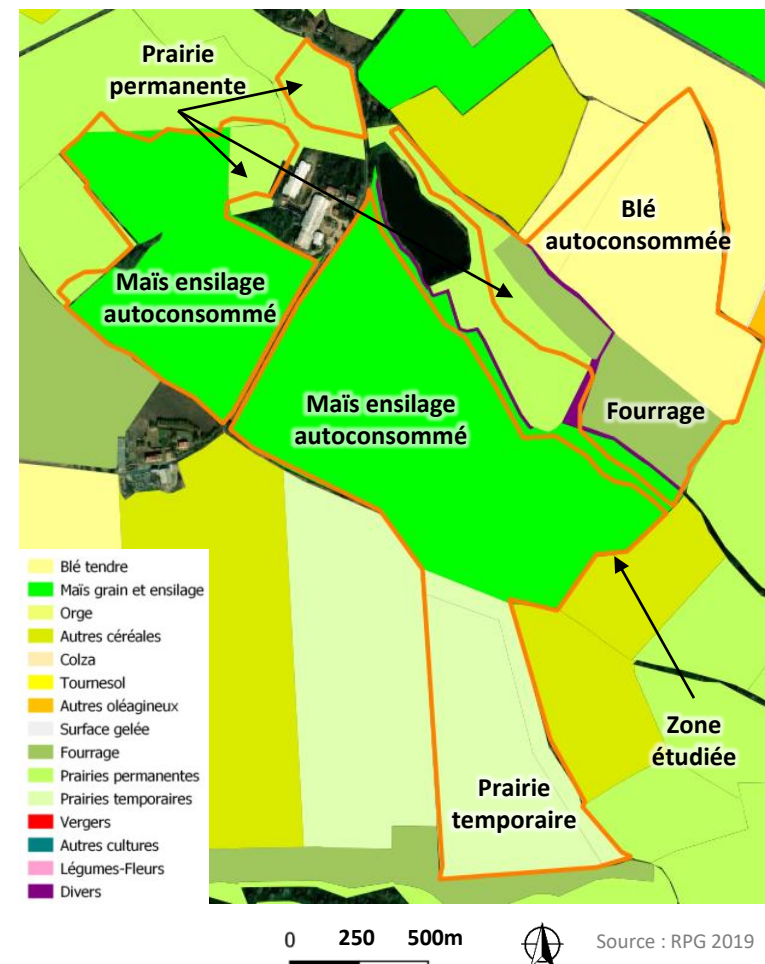 Prairie
permanente
Blé
autoconsommée
Maïs ensilage
autoconsommé
Maïs ensilage
autoconsommé
Fourrage
Zone
étudiée
Prairie
temporaire
Blé tendre
Maïs grain et ensilage
Orge
Autres céréales
Colza
Tournesol
Autres oléagineux
Surface gelée
Fourrage
Prairies permanentes
Prairies temporaires
Vergers
Autres cultures
Légumes-Fleurs
Divers
0 250 500m
Source : RPG 2019